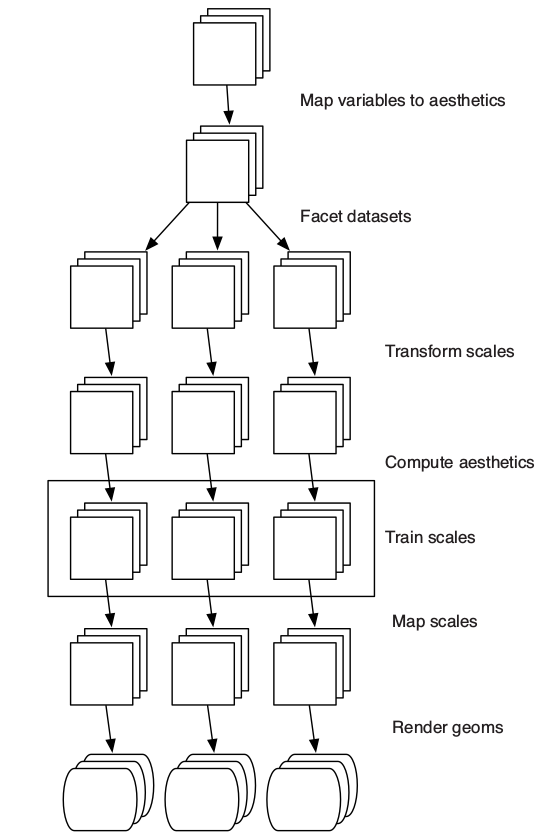 Map variables to aesthetics
Facet datasets
Transform scales
Compute aesthetics
Train scales
Map scales
Render geoms